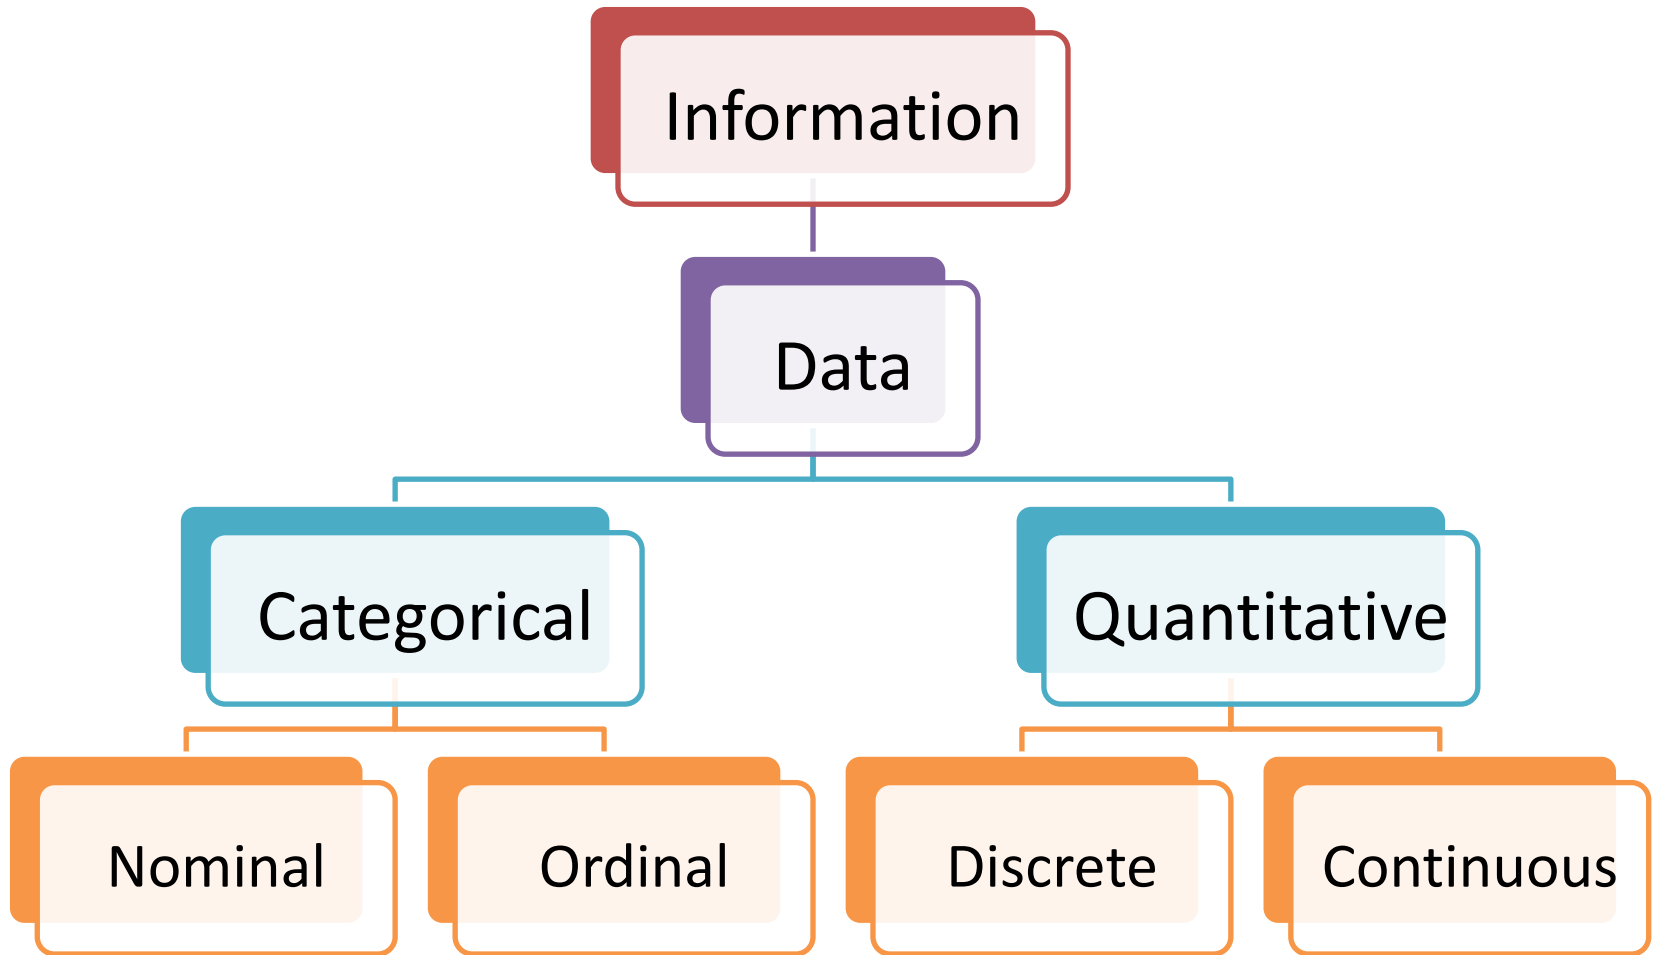 Information
Data
Categorical
Quantitative
Nominal
Ordinal
Discrete
Continuous